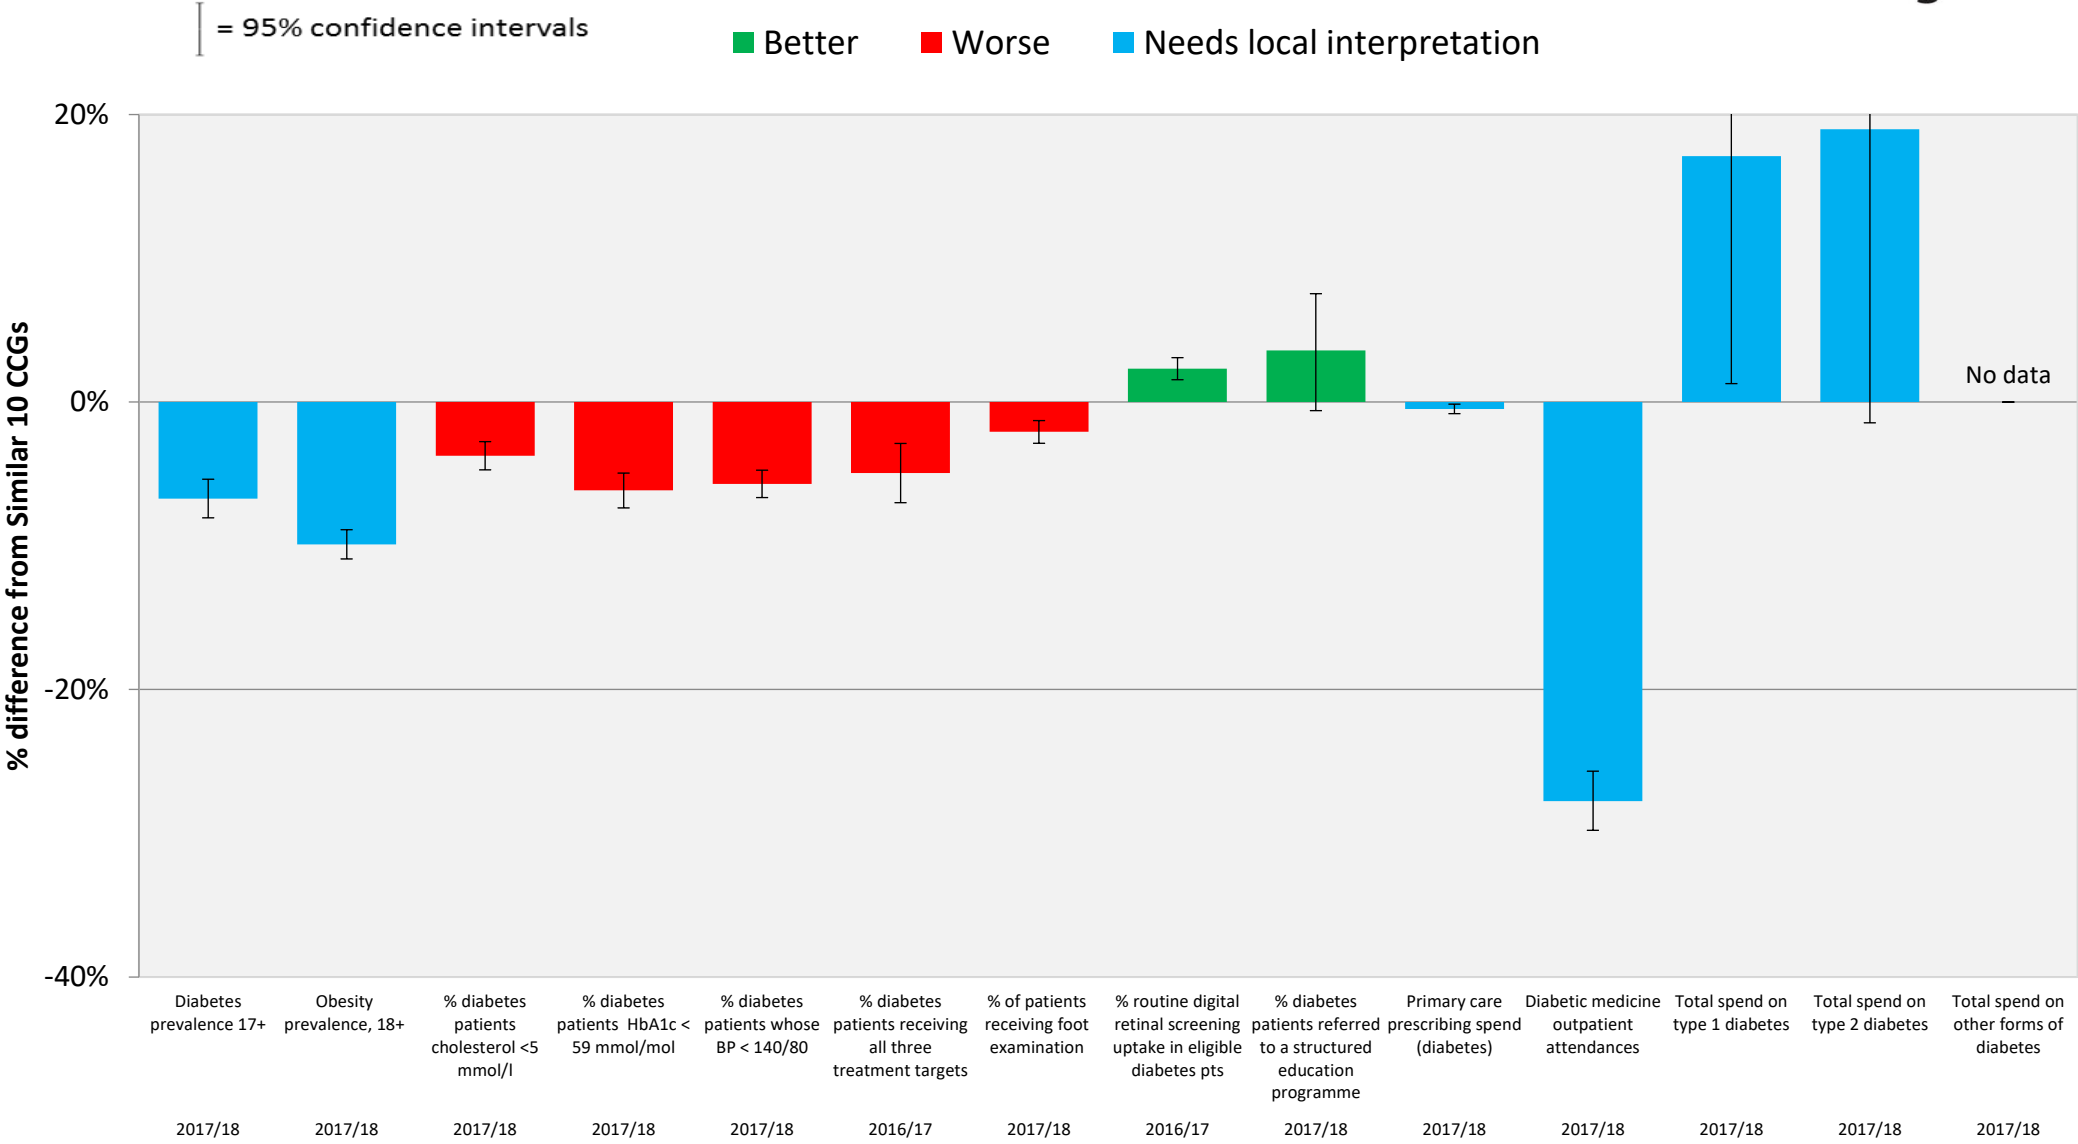 = 95% confidence intervals
Better
Worse
Needs local interpretation
% difference from Similar 10 CCGs
20%
0%
-20%
-40%
No data
Diabetes
prevalence 17+
2017/18
Obesity
prevalence, 18+
2017/18
% diabetes
patients
cholesterol <5
mmol/l
2017/18
% diabetes
patients HbA1c <
59 mmol/mol
2017/18
% diabetes
patients whose
BP < 140/80
2017/18
% diabetes
patients receiving
all three
treatment targets
2016/17
% of patients
receiving foot
examination
2017/18
% routine digital
retinal screening
uptake in eligible
diabetes pts
2016/17
% diabetes
patients referred
to a structured
education
programme
2017/18
Primary care
prescribing spend
(diabetes)
2017/18
Diabetic medicine
outpatient
attendances
2017/18
Total spend on
type 1 diabetes
2017/18
Total spend on
type 2 diabetes
2017/18
Total spend on
other forms of
diabetes
2017/18